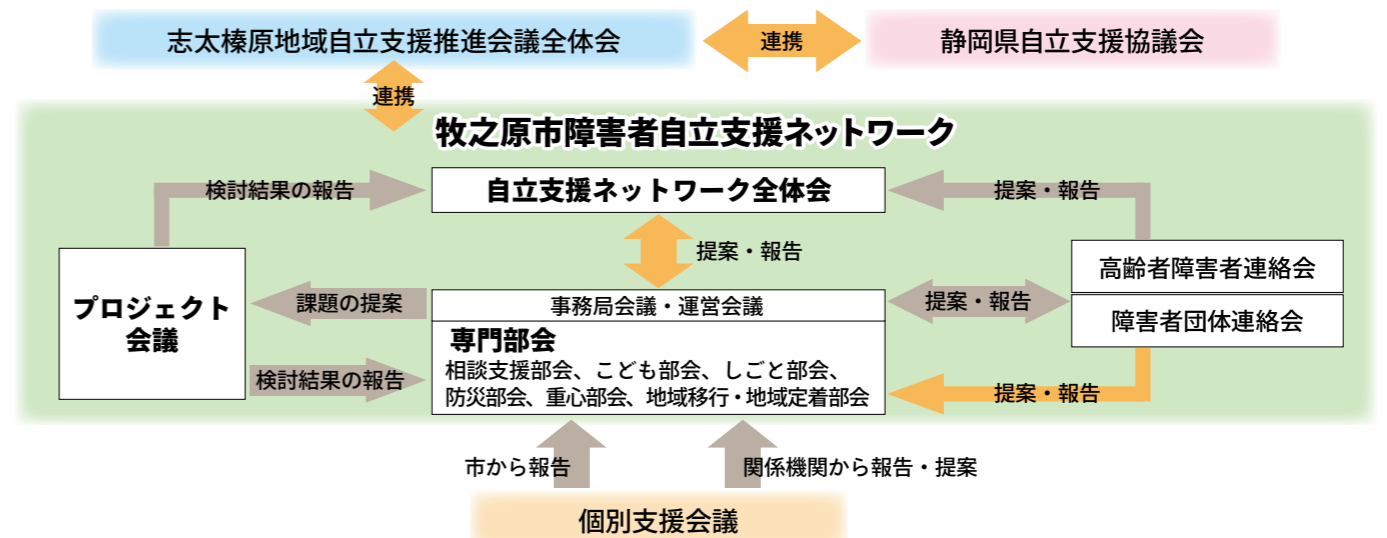 志太榛原地域自立支援推進会議全体会
連携
静岡県自立支援協議会
連携
牧之原市障害者自立支援ネットワーク
検討結果の報告
自立支援ネットワーク全体会
提案・報告
提案・報告
プロジェクト
会議
課題の提案
事務局会議・運営会議
提案・報告
高齢者障害者連絡会
障害者団体連絡会
専門部会
相談支援部会、こども部会、しごと部会、
防災部会、重心部会、地域移行・地域定着部会
検討結果の報告
提案・報告
市から報告
関係機関から報告・提案
個別支援会議